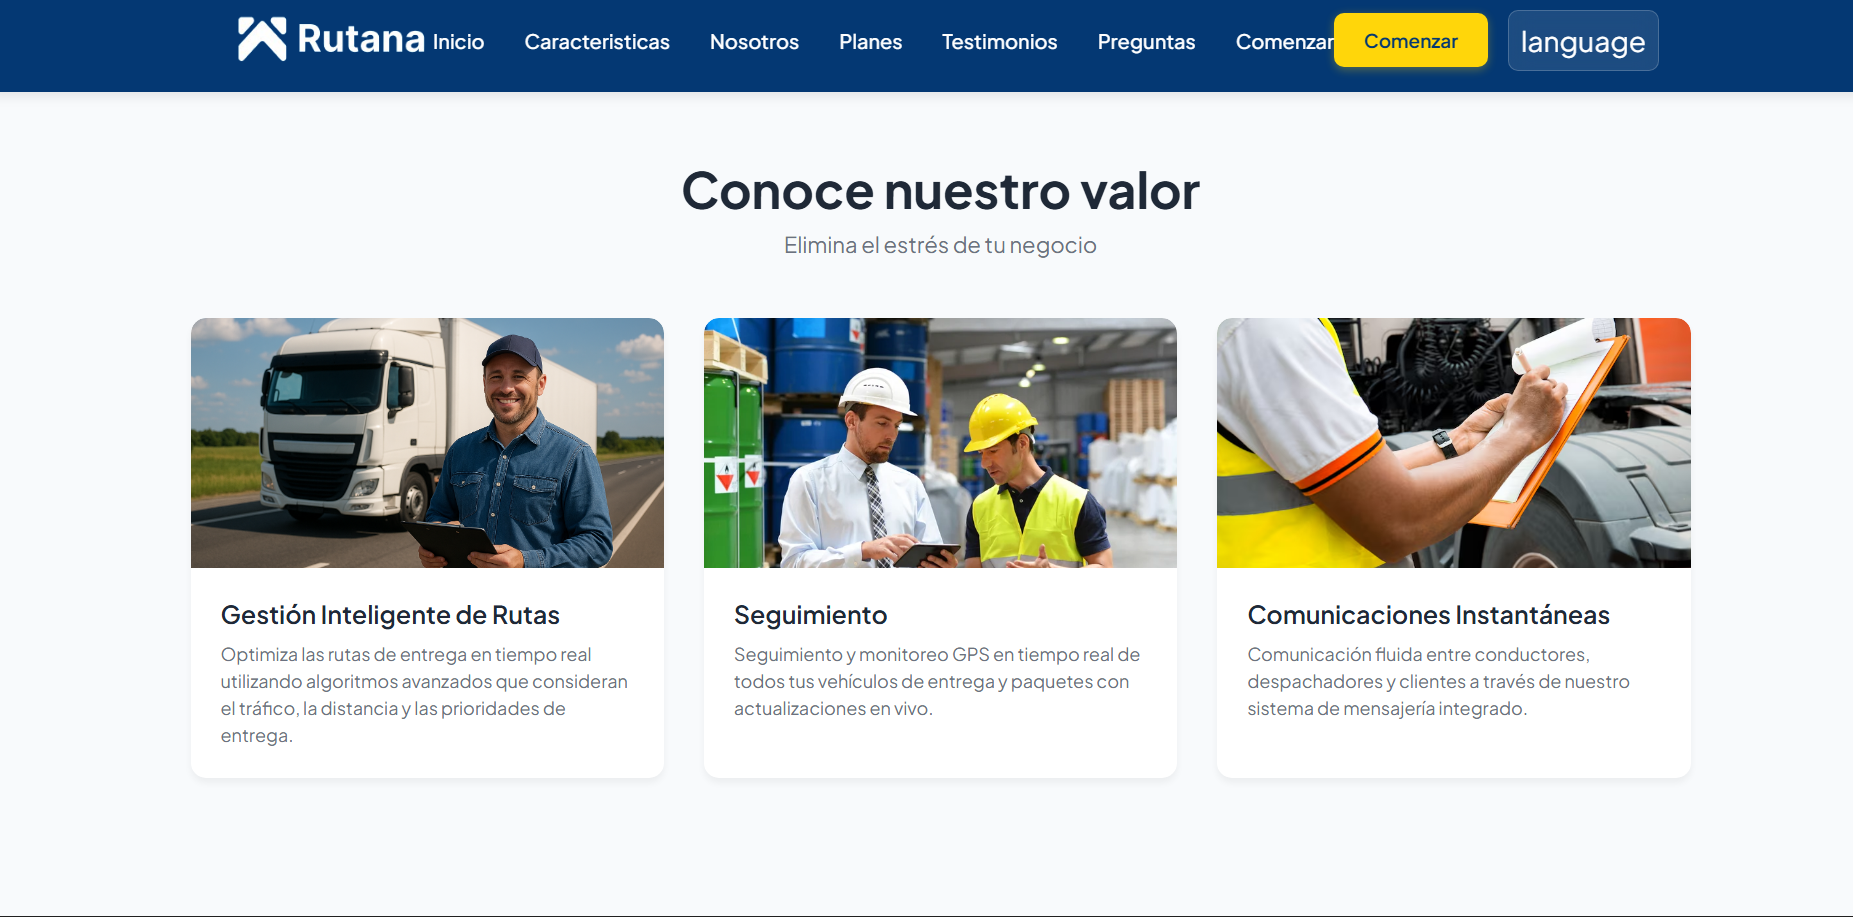 Rutana Inicio Caracteristicas Nosotros Planes Testimonios Preguntas Comenzar Comenzar language
Conoce nuestro valor
Elimina el estrés de tu negocio
Gestión Inteligente de Rutas
Optimiza las rutas de entrega en tiempo real
utilizando algoritmos avanzados que consideran
el tráfico, la distancia y las prioridades de
entrega.
Seguimiento
Seguimiento y monitoreo GPS en tiempo real de
todos tus vehículos de entrega y paquetes con
actualizaciones en vivo.
Comunicaciones Instantáneas
Comunicación fluida entre conductores,
despachadores y clientes a través de nuestro
sistema de mensajería integrado.